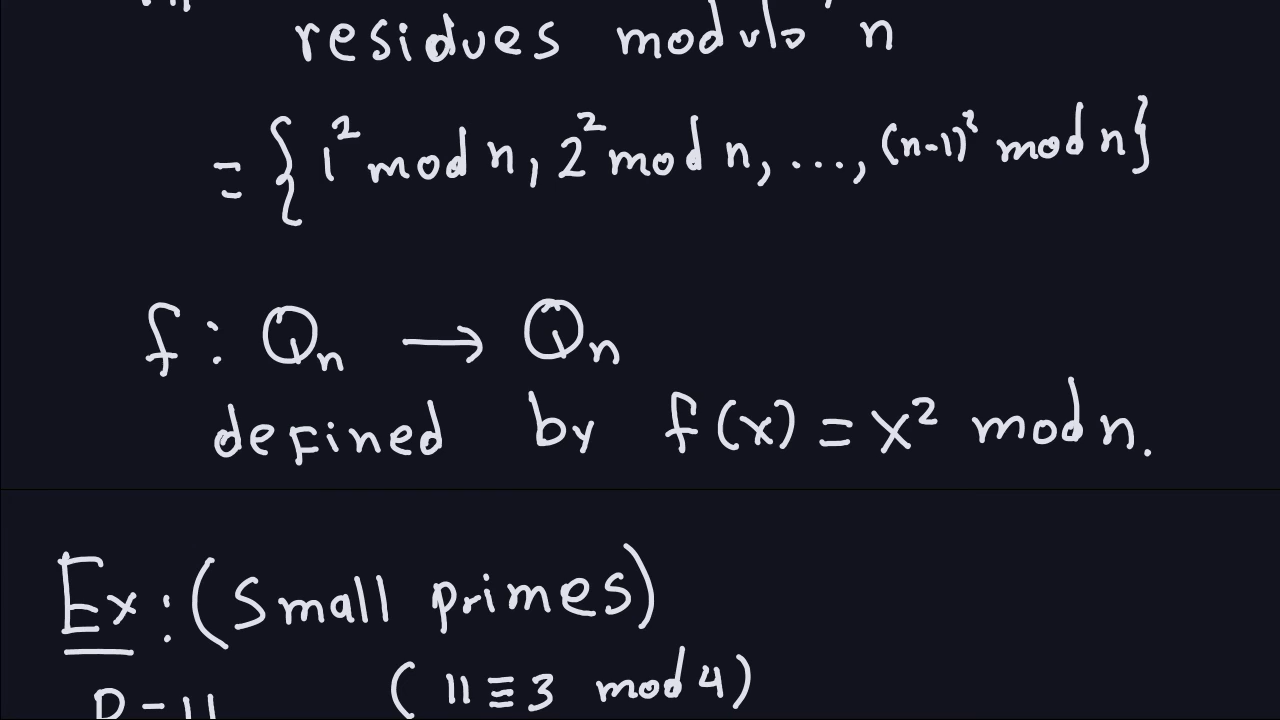 residues modulo n
= { 1² mod n, 2² mod n, ..., (n-1)² mod n}
f: Qn → Qn
defined by f(x) = x² mod n.
Ex: (Small primes)
P = 11 (11 ≡ 3 mod 4)